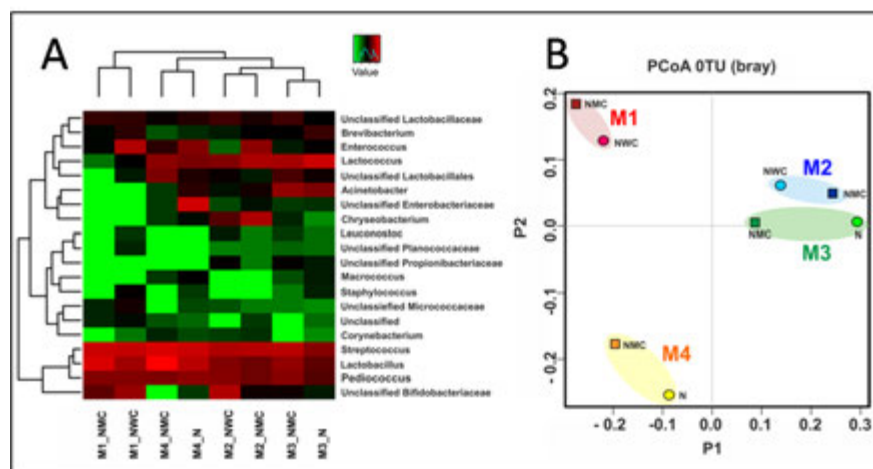 A
Value
Unclassified Lactobacillaceae
Brevibacterium
Enterococcus
Lactococcus
Unclassified Lactobacillales
Acinetobacter
Unclassified Enterobacteriaceae
Chryseobacterium
Leuconostoc
Unclassified Planococcaceae
Unclassified Propionibacteriaceae
Macrococcus
Staphylococcus
Unclassiefied Micrococcaceae
Unclassified
Corynebacterium
Streptococcus
Lactobacillus
Pediococcus
Unclassified Bifidobacteriaceae
M1_NMC
M1_NWC
M4_NMC
M4_N
M2_NWC
M2_NMC
M3_NMC
M3_N
B
PCoA 0TU (bray)
0.2
0.1
0.0
-0.1
-0.2
P2
NMC
M1
NWC
M2
NWC
NMC
NMC
N
M3
NMC
M4
N
- 0.2
-0.1
0.0
0.1
0.2
0.3
P1